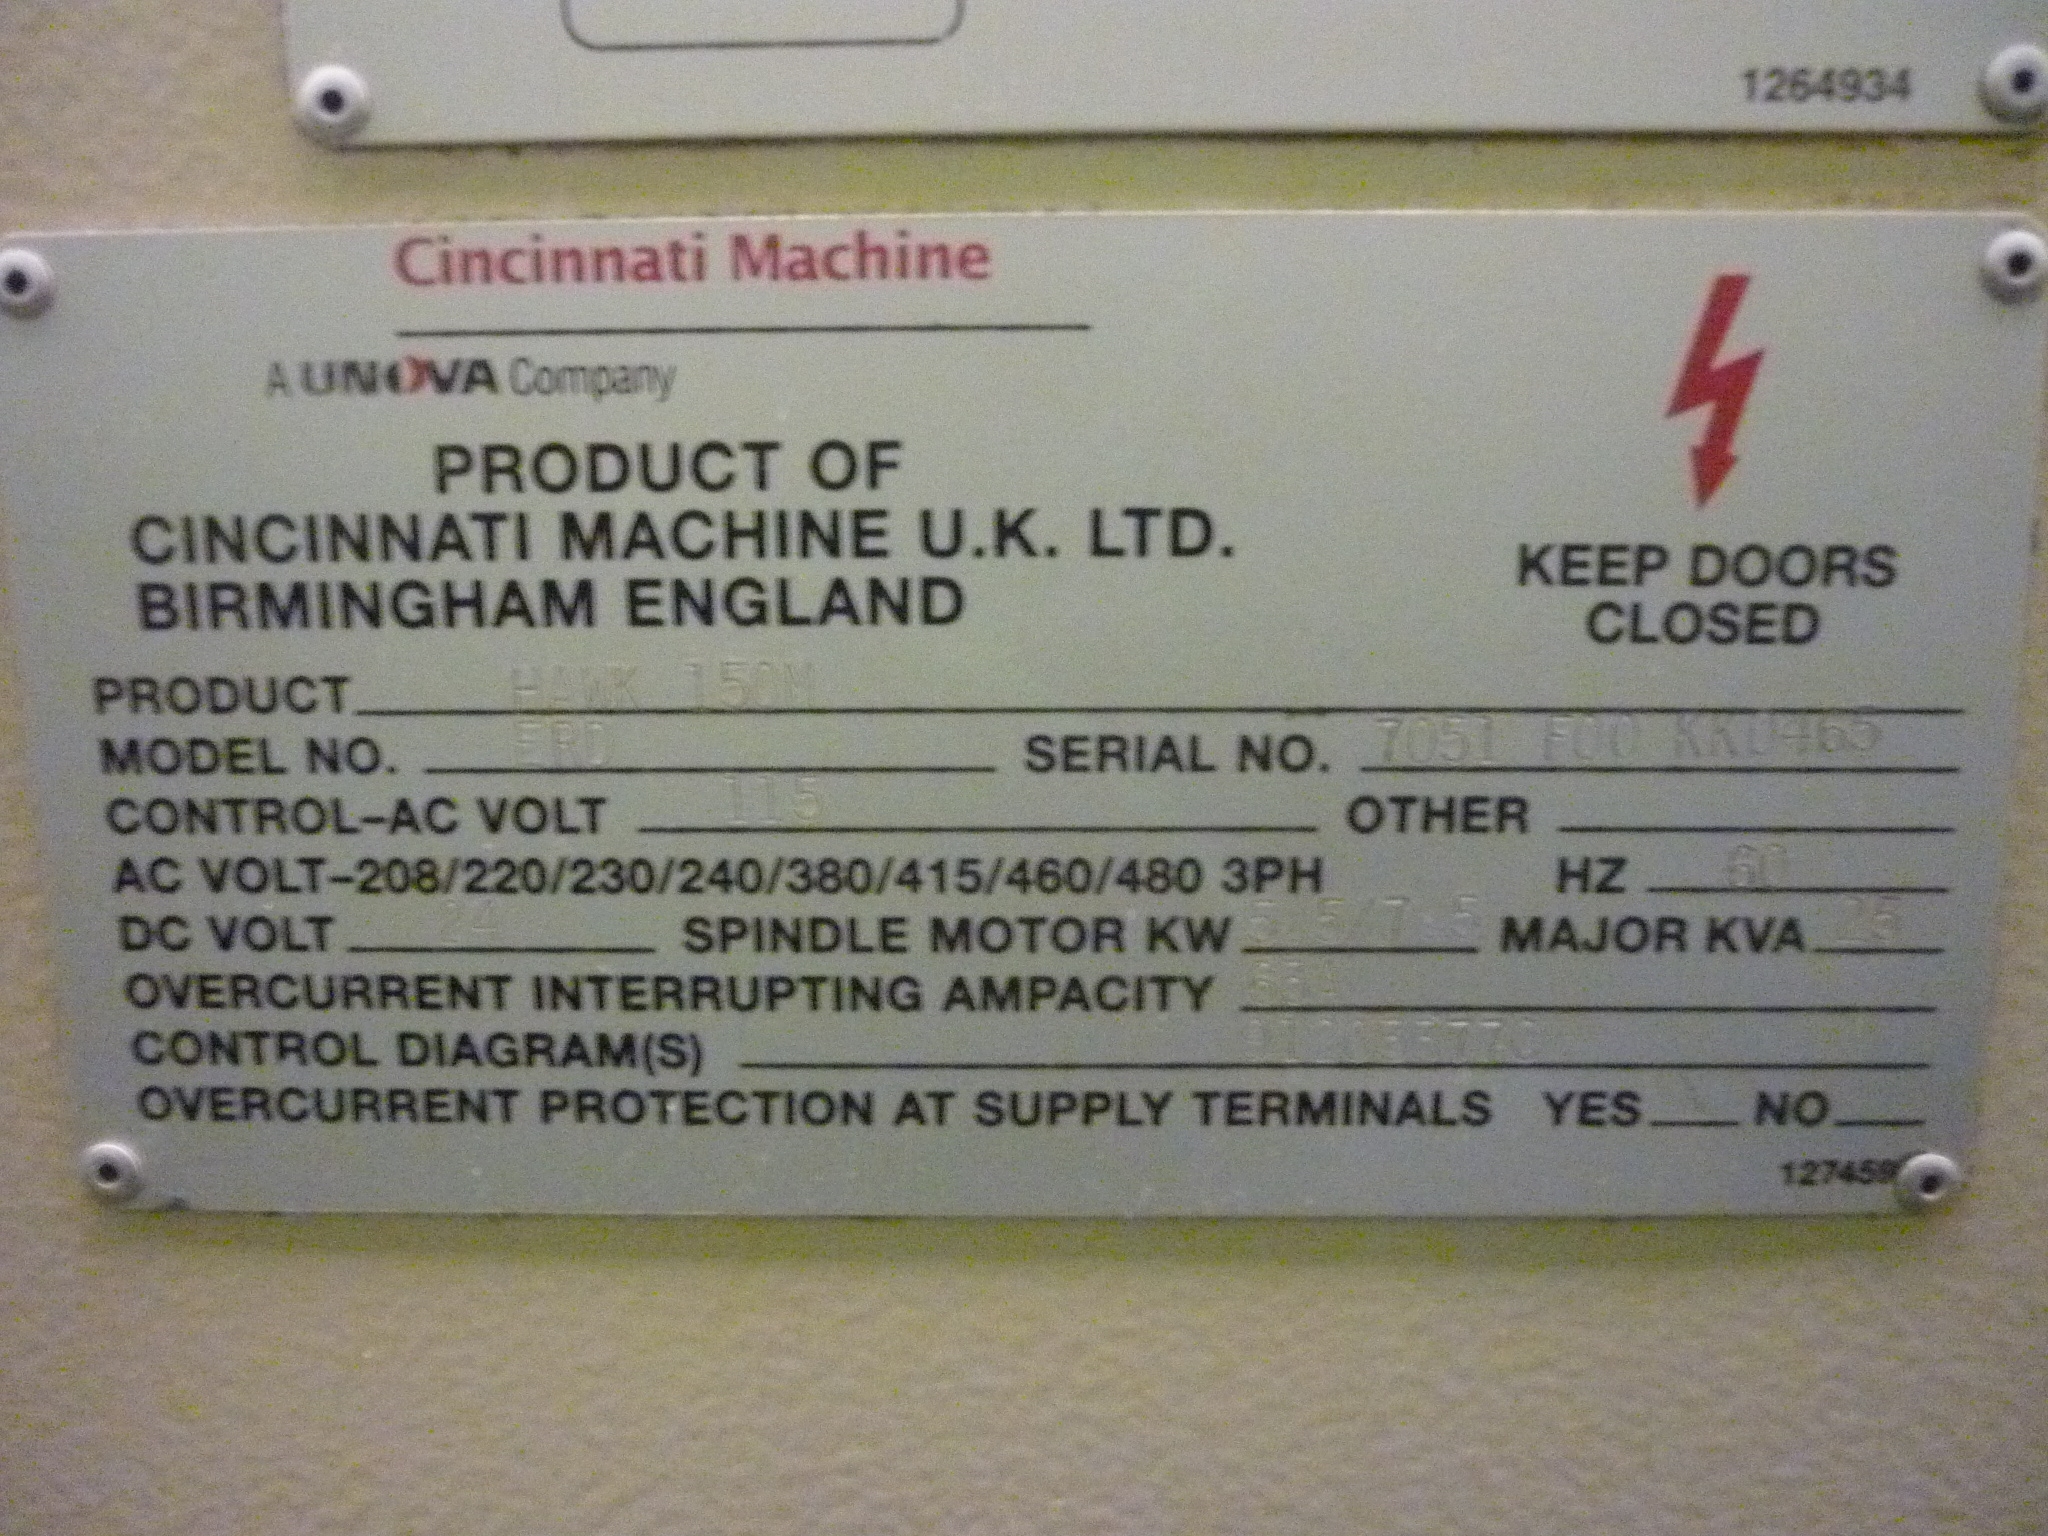 1264934
Cincinnati Machine
A UNOVA Company
PRODUCT OF
CINCINNATI MACHINE U.K. LTD.
BIRMINGHAM ENGLAND
KEEP DOORS
CLOSED
PRODUCT HAWK 150M
MODEL NO. ERD SERIAL NO. 7051 F00
CONTROL-AC VOLT 115 OTHER
AC VOLT-208/220/230/240/380/415/460/480 3PH HZ 60
DC VOLT 24 SPINDLE MOTOR KW MAJOR KVA 25
OVERCURRENT INTERRUPTING AMPACITY
CONTROL DIAGRAM(S)
OVERCURRENT PROTECTION AT SUPPLY TERMINALS YES NO